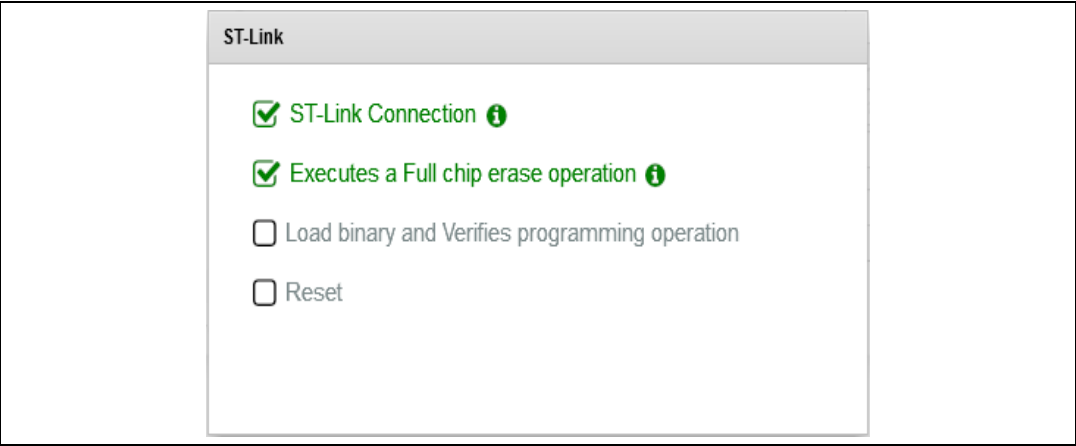 ST-Link
ST-Link Connection
Executes a Full chip erase operation
Load binary and Verifies programming operation
Reset